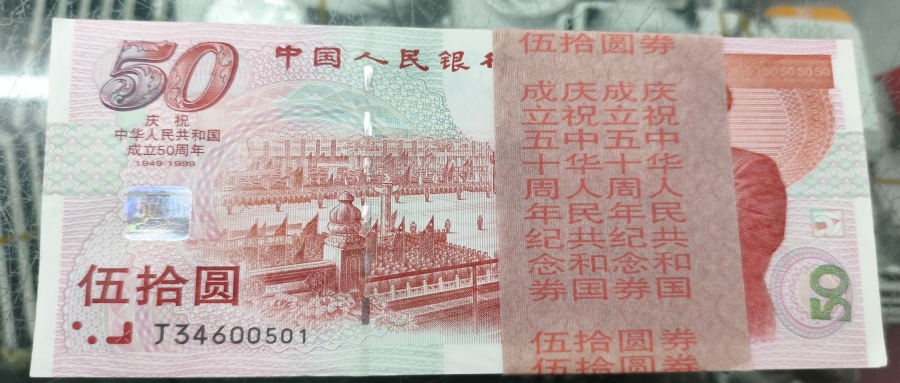 50
庆祝
中华人民共和国
成立50周年
1949-1999
中国人民银
伍拾圆
J34600501
伍拾圆券
庆祝中华人民共和国
成立五十周年纪念券
庆祝中华人民共和国
成立五十周年纪念券
伍拾圆券
伍拾圆券
50505050
50